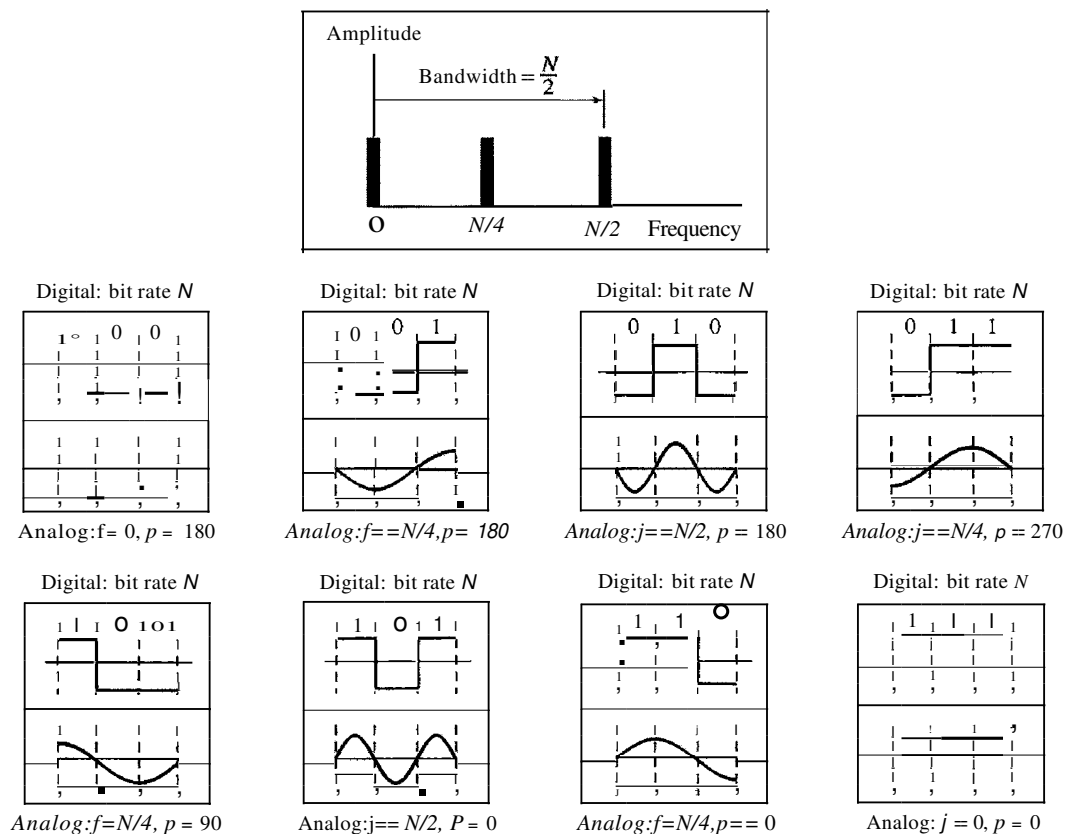 Amplitude
Bandwidth = N/2
O N/4 N/2 Frequency
Digital: bit rate N Digital: bit rate N Digital: bit rate N Digital: bit rate N
0 0 0 1 0 1 0 1 0 0 1 1
Analog:f= 0, p = 180 Analog:f==N/4,p= 180 Analog:j==N/2, p = 180 Analog:j==N/4, p = 270
Digital: bit rate N Digital: bit rate N Digital: bit rate N Digital: bit rate N
1 I 1 O 1 O 1 1 O 1 1 1 O 1 I I
Analog:f=N/4, p = 90 Analog:j== N/2, P = 0 Analog:f=N/4,p==0 Analog: j = 0, p = 0